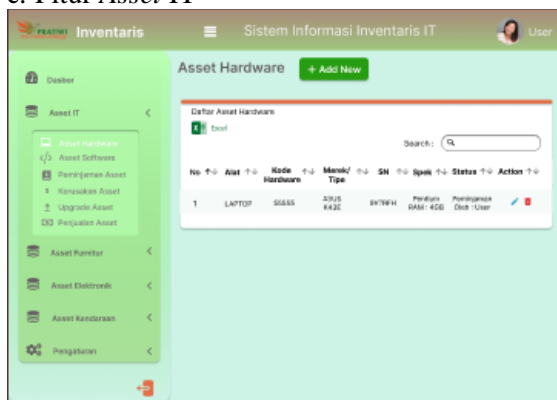 c. Fitur Asset IT
PRATIWI Inventaris
Sistem Informasi Inventaris IT
User
Dasbor
Asset IT
Asset Hardware
Asset Software
Peminjaman Asset
Kerusakan Asset
Upgrade Asset
Penjualan Asset
Asset Furnitur
Asset Elektronik
Asset Kendaraan
Pengaturan
Asset Hardware
+ Add New
Daftar Asset Hardware
Excel
Search :
No Alat Kode Hardware Merek/ Tipe SN Spek Status Action
1 LAPTOP ASUS Pentium RAM : 4GB Peminjaman Oleh : User